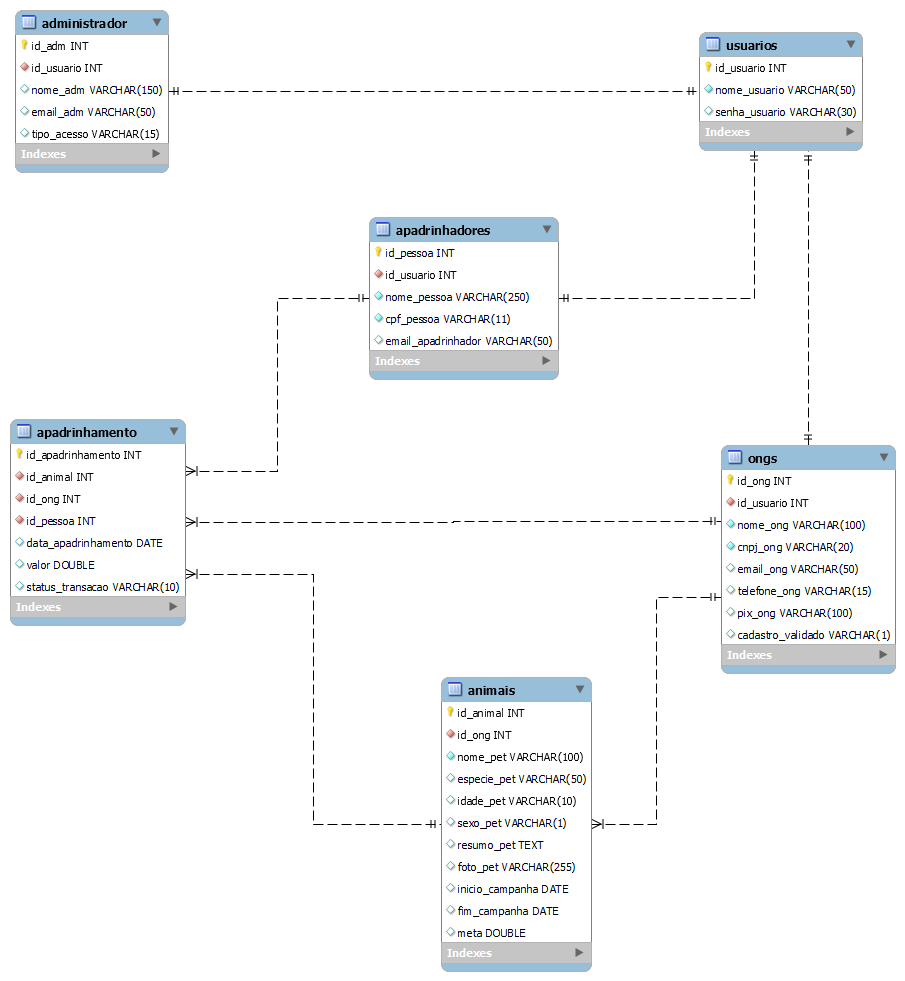 administrador
id_adm INT
id_usuario INT
nome_adm VARCHAR(150)
email_adm VARCHAR(50)
tipo_acesso VARCHAR(15)
Indexes
usuarios
id_usuario INT
nome_usuario VARCHAR(50)
senha_usuario VARCHAR(30)
Indexes
apadrinhadores
id_pessoa INT
id_usuario INT
nome_pessoa VARCHAR(250)
cpf_pessoa VARCHAR(11)
email_apadrinhador VARCHAR(50)
Indexes
apadrinhamento
id_apadrinhamento INT
id_animal INT
id_ong INT
id_pessoa INT
data_apadrinhamento DATE
valor DOUBLE
status_transacao VARCHAR(10)
Indexes
ongs
id_ong INT
id_usuario INT
nome_ong VARCHAR(100)
cnpj_ong VARCHAR(20)
email_ong VARCHAR(50)
telefone_ong VARCHAR(15)
pix_ong VARCHAR(100)
cadastro_validado VARCHAR(1)
Indexes
animais
id_animal INT
id_ong INT
nome_pet VARCHAR(100)
especie_pet VARCHAR(50)
idade_pet VARCHAR(10)
sexo_pet VARCHAR(1)
resumo_pet TEXT
foto_pet VARCHAR(255)
inicio_campanha DATE
fim_campanha DATE
meta DOUBLE
Indexes